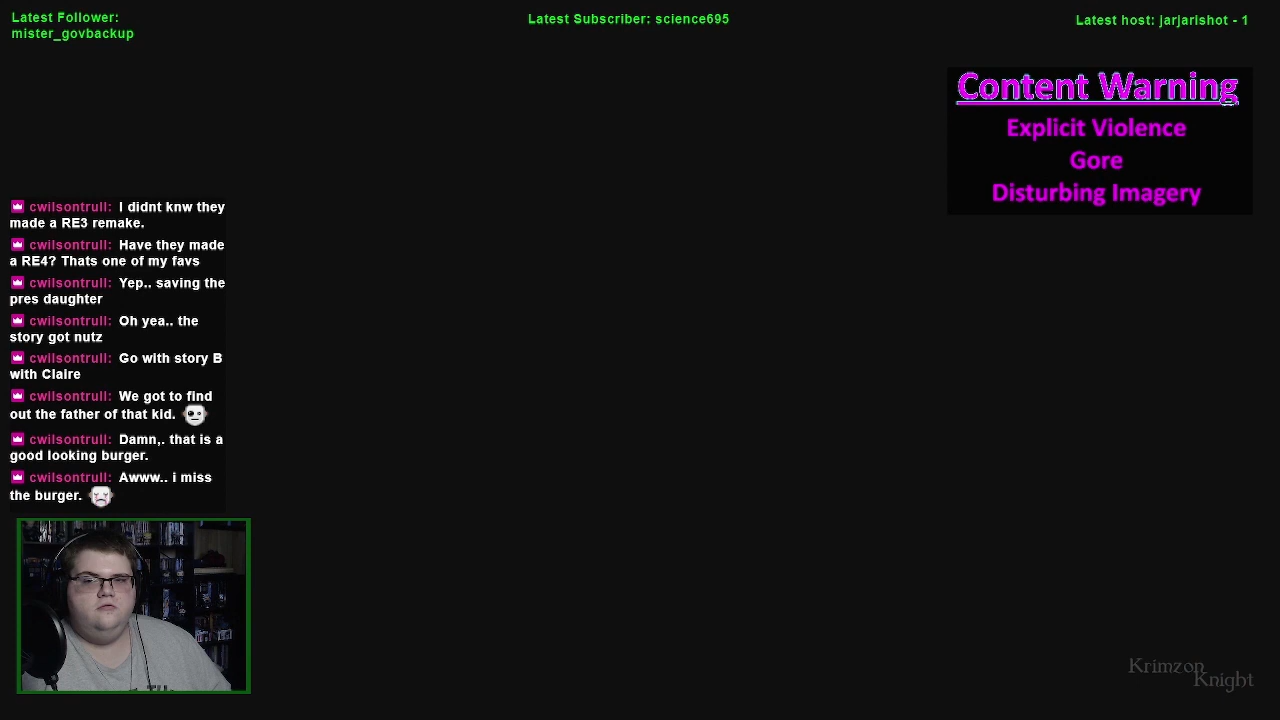 Latest Follower:
mister_govbackup
Latest Subscriber: science695
Latest host: jarjarishot - 1
Content Warning
Explicit Violence
Gore
Disturbing Imagery
cwilsontrull: I didnt knw they
made a RE3 remake.
cwilsontrull: Have they made
a RE4? Thats one of my favs
cwilsontrull: Yep.. saving the
pres daughter
cwilsontrull: Oh yea.. the
story got nutz
cwilsontrull: Go with story B
with Claire
cwilsontrull: We got to find
out the father of that kid.
cwilsontrull: Damn,. that is a
good looking burger.
cwilsontrull: Awww.. i miss
the burger.
Krimzon
Knight